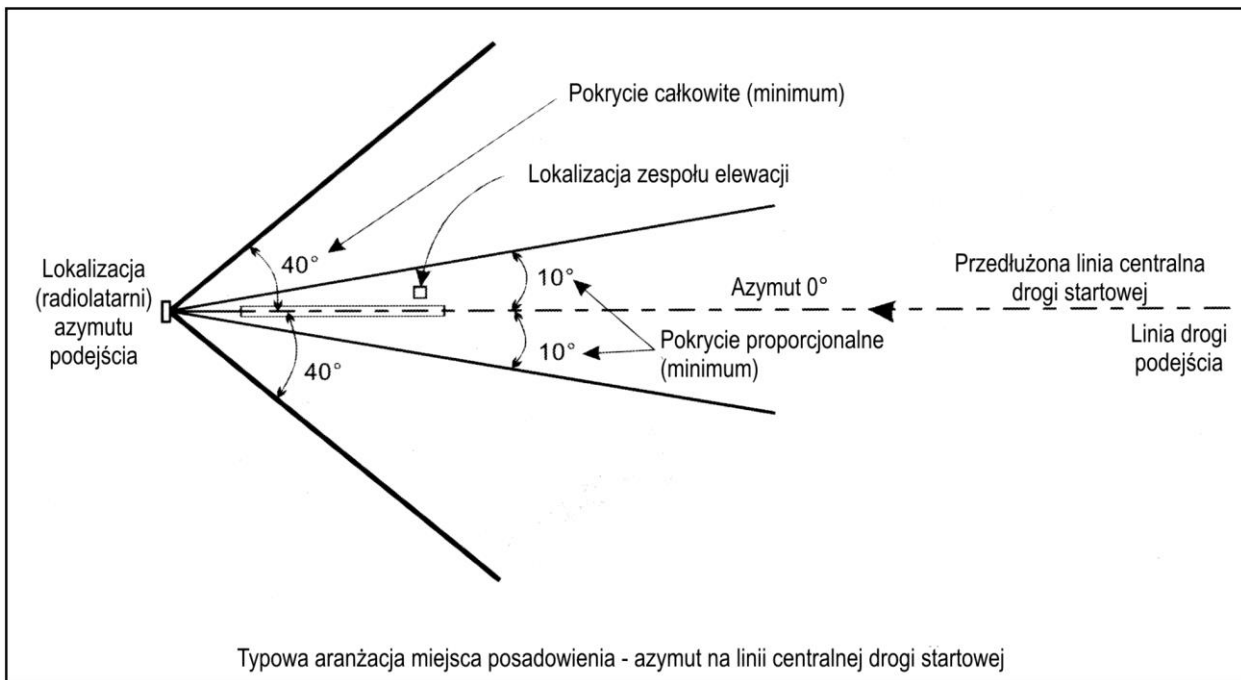 Pokrycie całkowite (minimum)
Lokalizacja zespołu elewacji
Lokalizacja
(radiolatarni)
azymutu
podejścia
40°
10°
Azymut 0°
Przedłużona linia centralna
drogi startowej
Linia drogi
podejścia
40°
10°
Pokrycie proporcjonalne
(minimum)
Typowa aranżacja miejsca posadowienia - azymut na linii centralnej drogi startowej